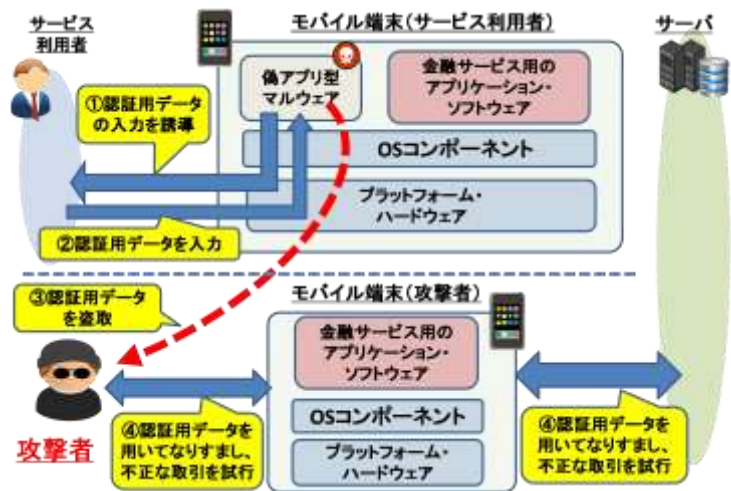 サービス
利用者
モバイル端末(サービス利用者)
サーバ
偽アプリ型
マルウェア
金融サービス用の
アプリケーション・
ソフトウェア
①認証用データ
の入力を誘導
OSコンポーネント
プラットフォーム・
ハードウェア
②認証用データを入力
③認証用データ
を盗取
モバイル端末(攻撃者)
金融サービス用の
アプリケーション・
ソフトウェア
OSコンポーネント
プラットフォーム・
ハードウェア
攻撃者
④認証用データを
用いてなりすまし、
不正な取引を試行
④認証用データを
用いてなりすまし、
不正な取引を試行